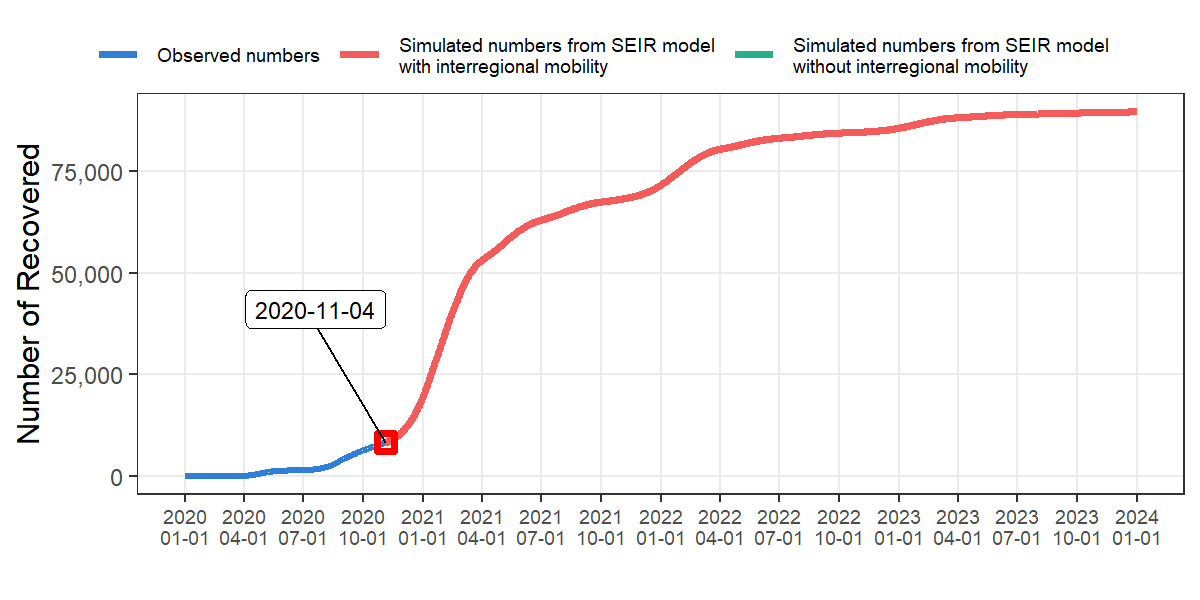 Observed numbers
Simulated numbers from SEIR model
with interregional mobility
Simulated numbers from SEIR model
without interregional mobility
Number of Recovered
75,000
50,000
25,000
0
2020-11-04
2020 2020 2020 2020 2021 2021 2021 2021 2022 2022 2022 2022 2023 2023 2023 2023 2024
01-01 04-01 07-01 10-01 01-01 04-01 07-01 10-01 01-01 04-01 07-01 10-01 01-01 04-01 07-01 10-01 01-01